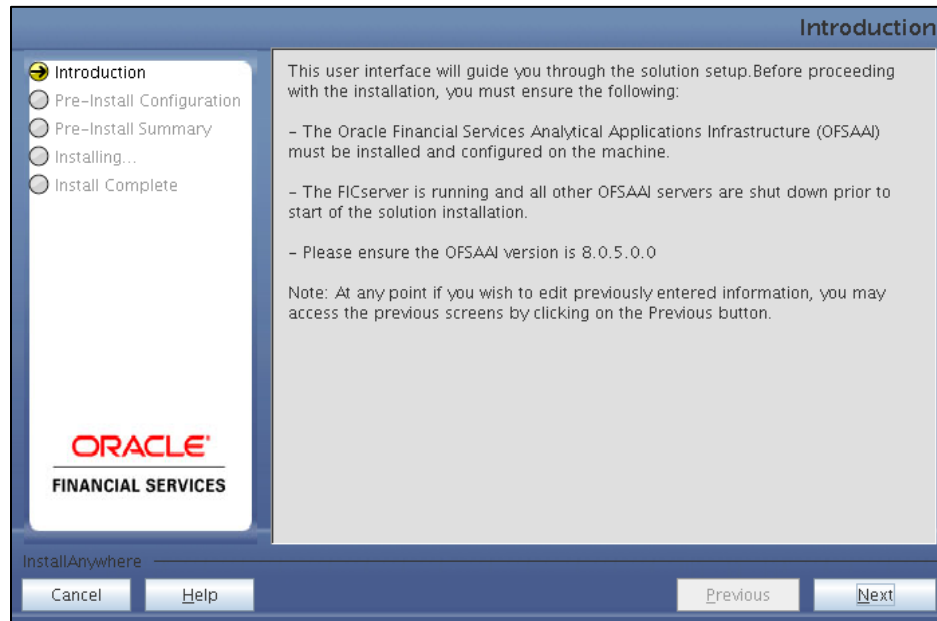 Introduction
Introduction
Pre-Install Configuration
Pre-Install Summary
Installing...
Install Complete
ORACLE'
FINANCIAL SERVICES
This user interface will guide you through the solution setup.Before proceeding
with the installation, you must ensure the following:
- The Oracle Financial Services Analytical Applications Infrastructure (OFSAAI)
must be installed and configured on the machine.
- The FICserver is running and all other OFSAAI servers are shut down prior to
start of the solution installation.
- Please ensure the OFSAAI version is 8.0.5.0.0
Note: At any point if you wish to edit previously entered information, you may
access the previous screens by clicking on the Previous button.
InstallAnywhere
Cancel
Help
Previous
Next